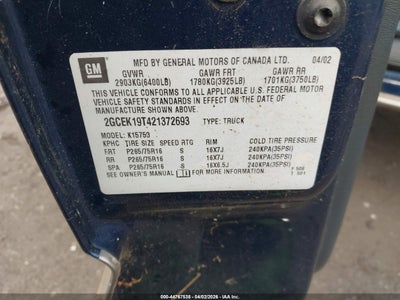 GM
MFD BY GENERAL MOTORS OF CANADA LTD. 04/02
GVWR GAWR FRT GAWR RR
2903KG(6400LB) 1780KG(3925LB) 1701KG(3750LB)
THIS VEHICLE CONFORMS TO ALL APPLICABLE U.S. FEDERAL MOTOR
VEHICLE SAFETY STANDARDS IN EFFECT ON THE DATE OF
MANUFACTURE SHOWN ABOVE.
2GCEK19T421372693 TYPE: TRUCK
MODEL: K15753
KPHC TIRE SIZE SPEED RTG RIM COLD TIRE PRESSURE
FRT P265/75R16 S 16X7J 240KPA(35PSI)
RR P265/75R16 S 16X7J 240KPA(35PSI)
SPA P265/75R16 S 16X6.5J 240KPA(35PSI)
SEE OWNER'S MANUAL FOR ADDITIONAL INFORMATION.
000-44767538 - 04/02/2026 - www.iaai.com